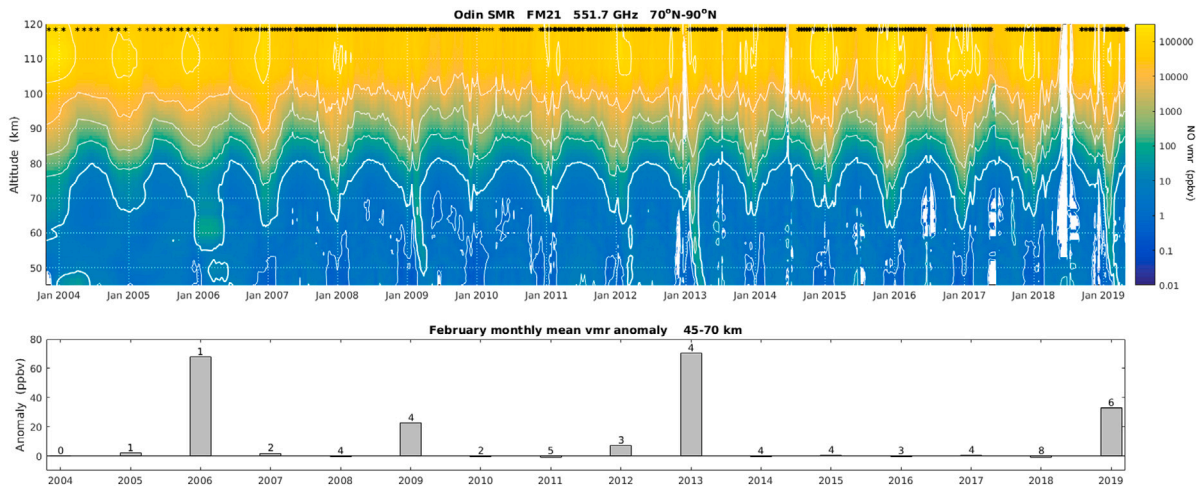 Odin SMR FM21 551.7 GHz 70°N-90°N
120
110
100
90
80
70
60
50
Altitude (km)
Jan 2004 Jan 2005 Jan 2006 Jan 2007 Jan 2008 Jan 2009 Jan 2010 Jan 2011 Jan 2012 Jan 2013 Jan 2014 Jan 2015 Jan 2016 Jan 2017 Jan 2018 Jan 2019
100000
10000
1000
100
10
1
0.1
0.01
NO vmr (ppbv)
February monthly mean vmr anomaly 45-70 km
80
60
40
20
0
Anomaly (ppbv)
0 1 1 2 4 4 2 5 3 4 4 4 3 4 8 6
2004 2005 2006 2007 2008 2009 2010 2011 2012 2013 2014 2015 2016 2017 2018 2019